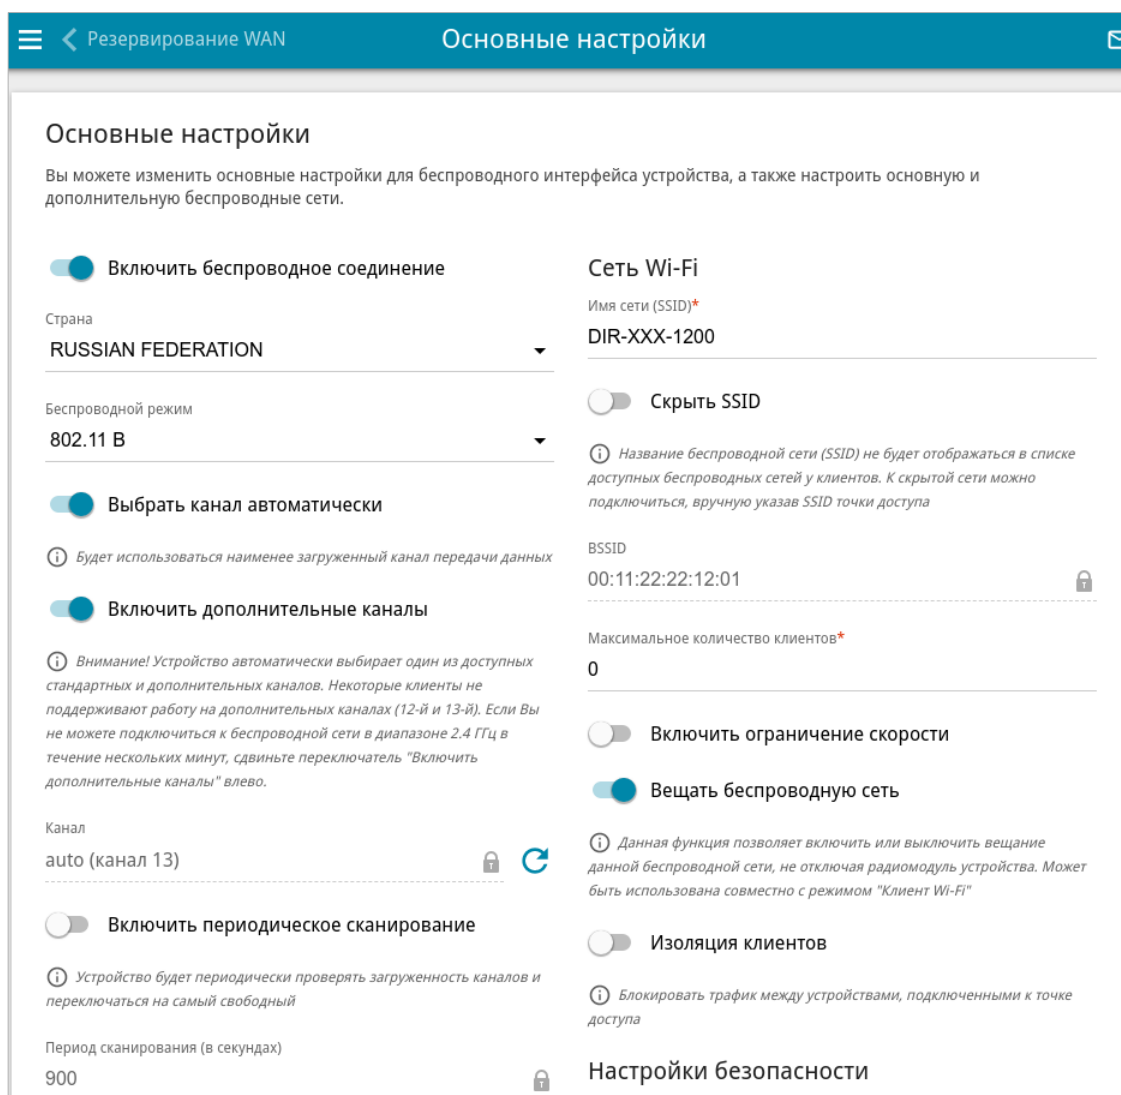 Резервирование WAN
Основные настройки
Основные настройки
Вы можете изменить основные настройки для беспроводного интерфейса устройства, а также настроить основную и
дополнительную беспроводные сети.
Включить беспроводное соединение
Страна
RUSSIAN FEDERATION
Беспроводной режим
802.11 B
Выбрать канал автоматически
Будет использоваться наименее загруженный канал передачи данных
Включить дополнительные каналы
Внимание! Устройство автоматически выбирает один из доступных
стандартных и дополнительных каналов. Некоторые клиенты не
поддерживают работу на дополнительных каналах (12-й и 13-й). Если Вы
не можете подключиться к беспроводной сети в диапазоне 2.4 ГГц в
течение нескольких минут, сдвиньте переключатель "Включить
дополнительные каналы" влево.
Канал
auto (канал 13)
Включить периодическое сканирование
Устройство будет периодически проверять загруженность каналов и
переключаться на самый свободный
Период сканирования (в секундах)
900
Сеть Wi-Fi
Имя сети (SSID)*
DIR-XXX-1200
Скрыть SSID
Название беспроводной сети (SSID) не будет отображаться в списке
доступных беспроводных сетей у клиентов. К скрытой сети можно
подключиться, вручную указав SSID точки доступа
BSSID
00:11:22:22:12:01
Максимальное количество клиентов*
0
Включить ограничение скорости
Вещать беспроводную сеть
Данная функция позволяет включить или выключить вещание
данной беспроводной сети, не отключая радиомодуль устройства. Может
быть использована совместно с режимом "Клиент Wi-Fi"
Изоляция клиентов
Блокировать трафик между устройствами, подключенными к точке
доступа
Настройки безопасности